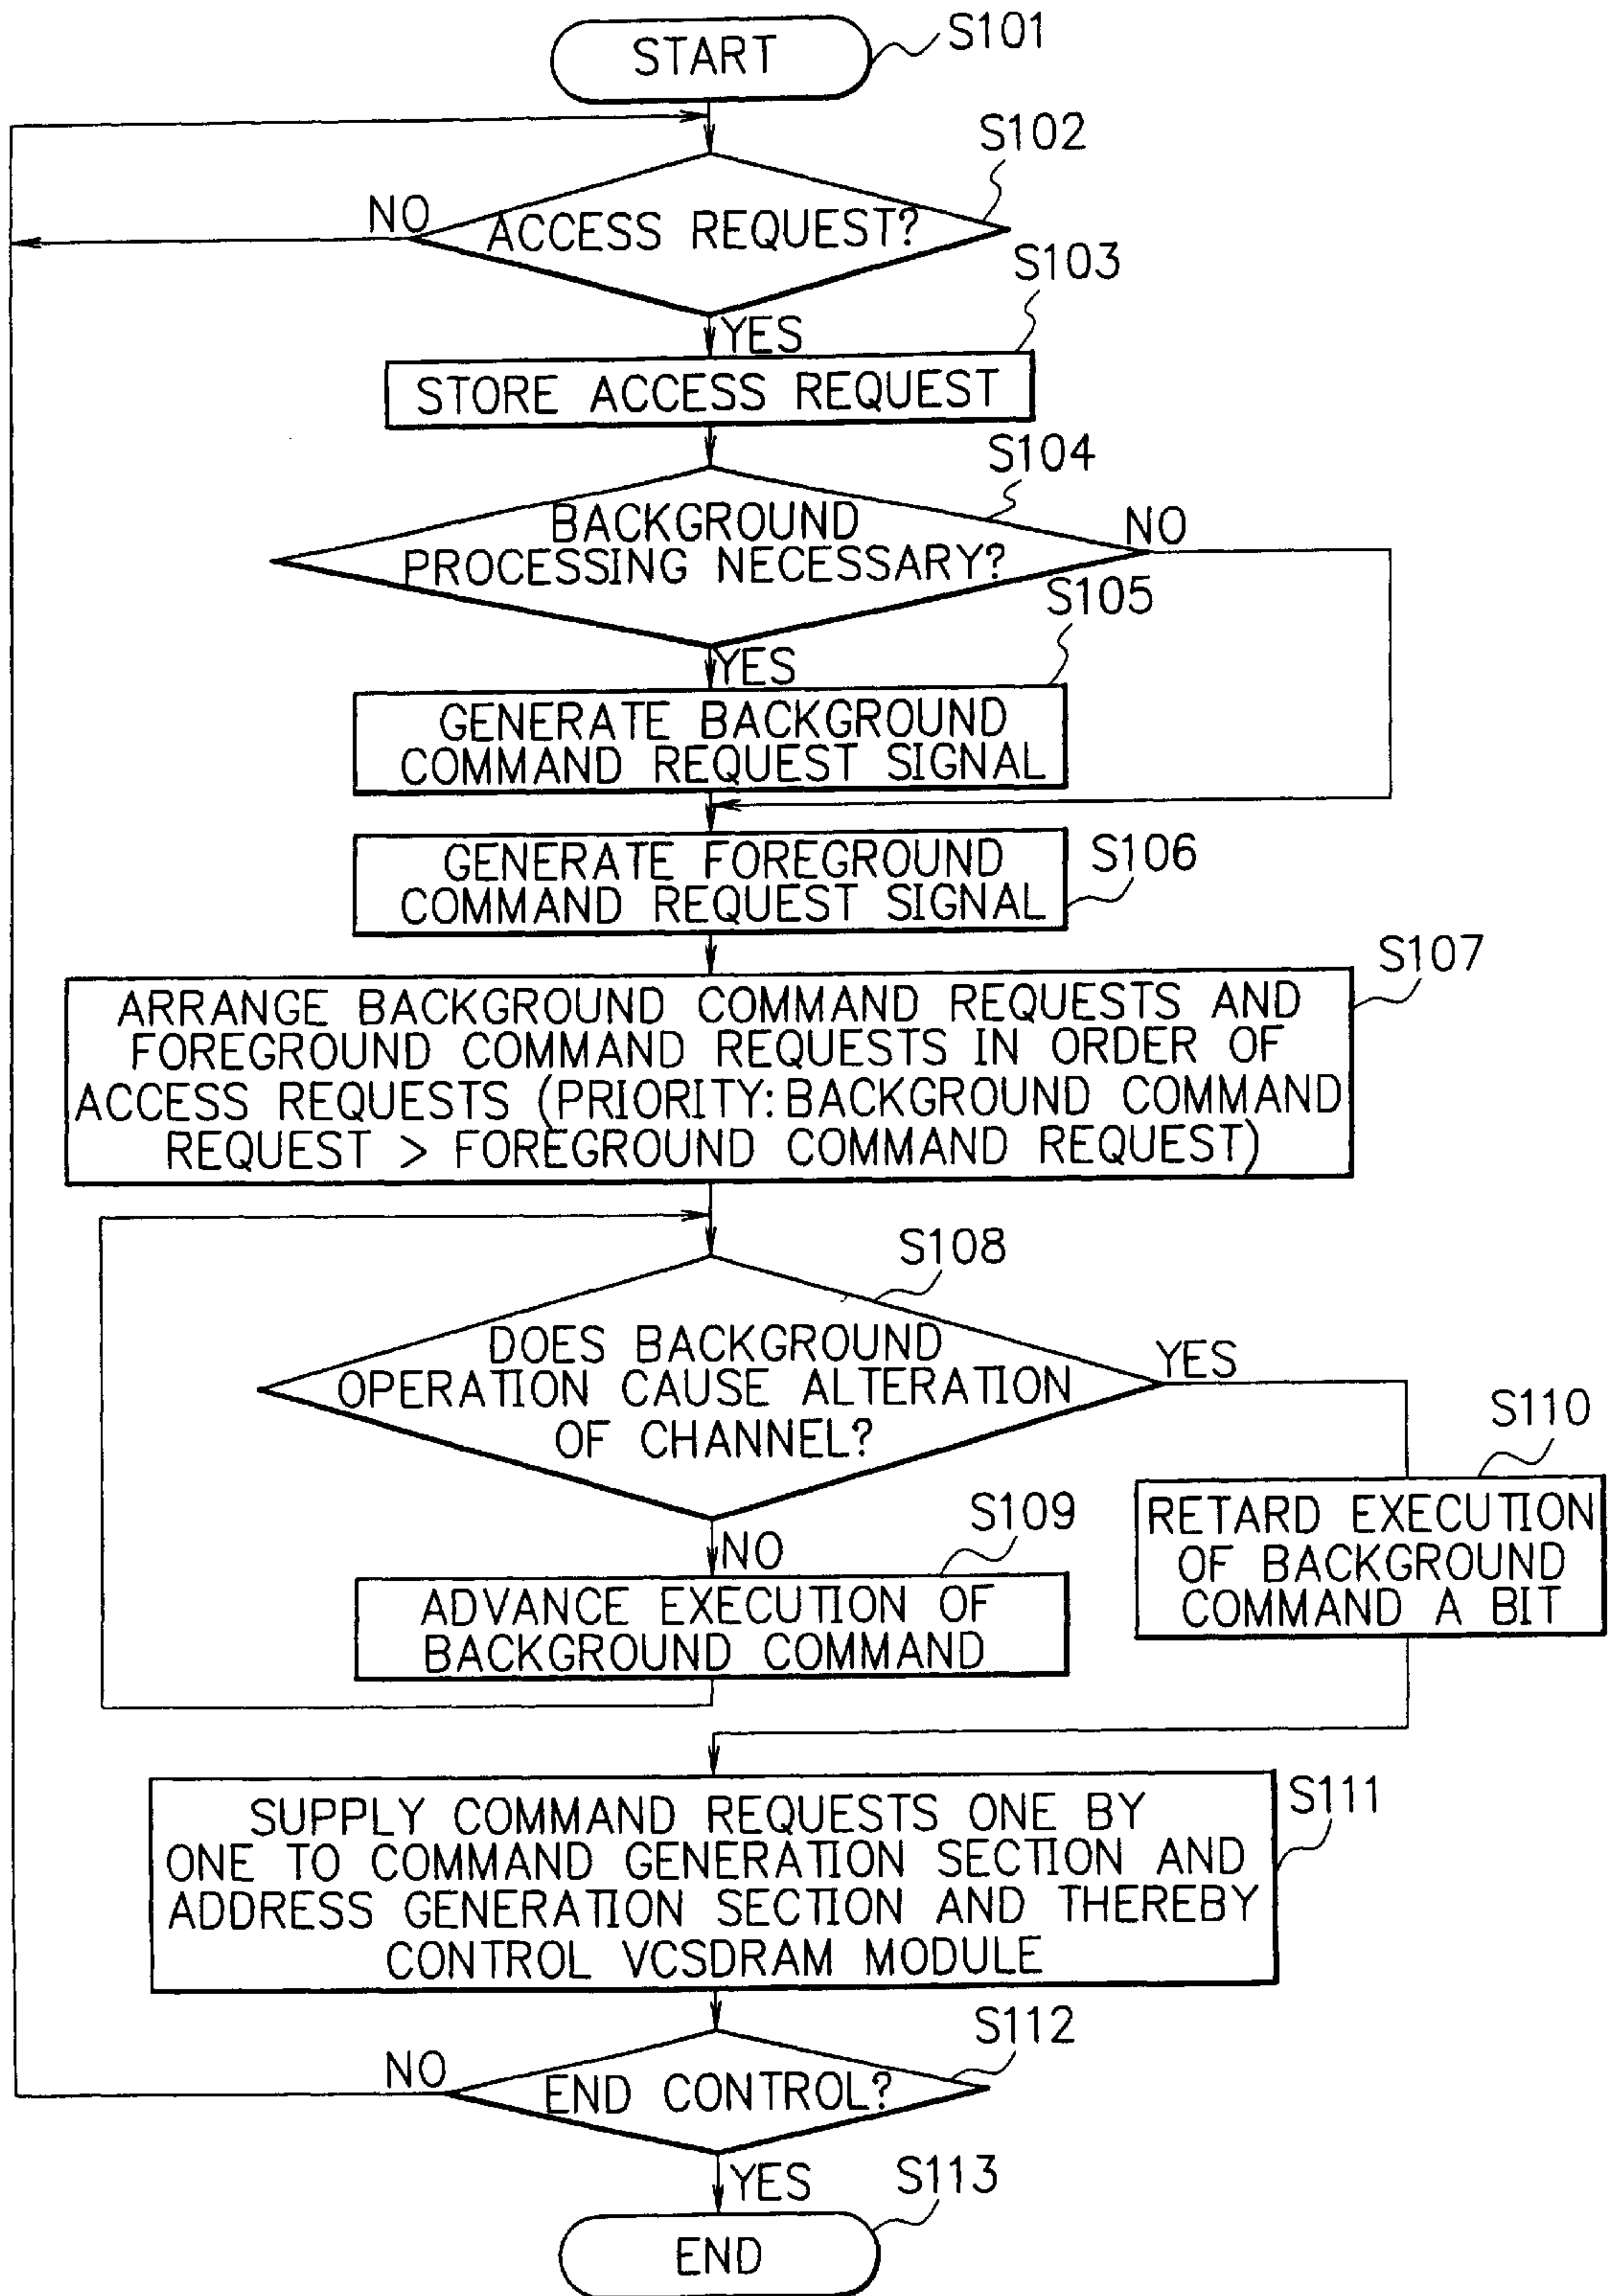 START
S101
S102
NO
ACCESS REQUEST?
S103
YES
STORE ACCESS REQUEST
S104
BACKGROUND
PROCESSING NECESSARY?
NO
S105
YES
GENERATE BACKGROUND
COMMAND REQUEST SIGNAL
GENERATE FOREGROUND
COMMAND REQUEST SIGNAL
S106
S107
ARRANGE BACKGROUND COMMAND REQUESTS AND
FOREGROUND COMMAND REQUESTS IN ORDER OF
ACCESS REQUESTS (PRIORITY: BACKGROUND COMMAND
REQUEST > FOREGROUND COMMAND REQUEST)
S108
DOES BACKGROUND
OPERATION CAUSE ALTERATION
OF CHANNEL?
YES
S110
RETARD EXECUTION
OF BACKGROUND
COMMAND A BIT
S109
NO
ADVANCE EXECUTION OF
BACKGROUND COMMAND
S111
SUPPLY COMMAND REQUESTS ONE BY
ONE TO COMMAND GENERATION SECTION AND
ADDRESS GENERATION SECTION AND THEREBY
CONTROL VCSDRAM MODULE
S112
NO
END CONTROL?
YES
S113
END